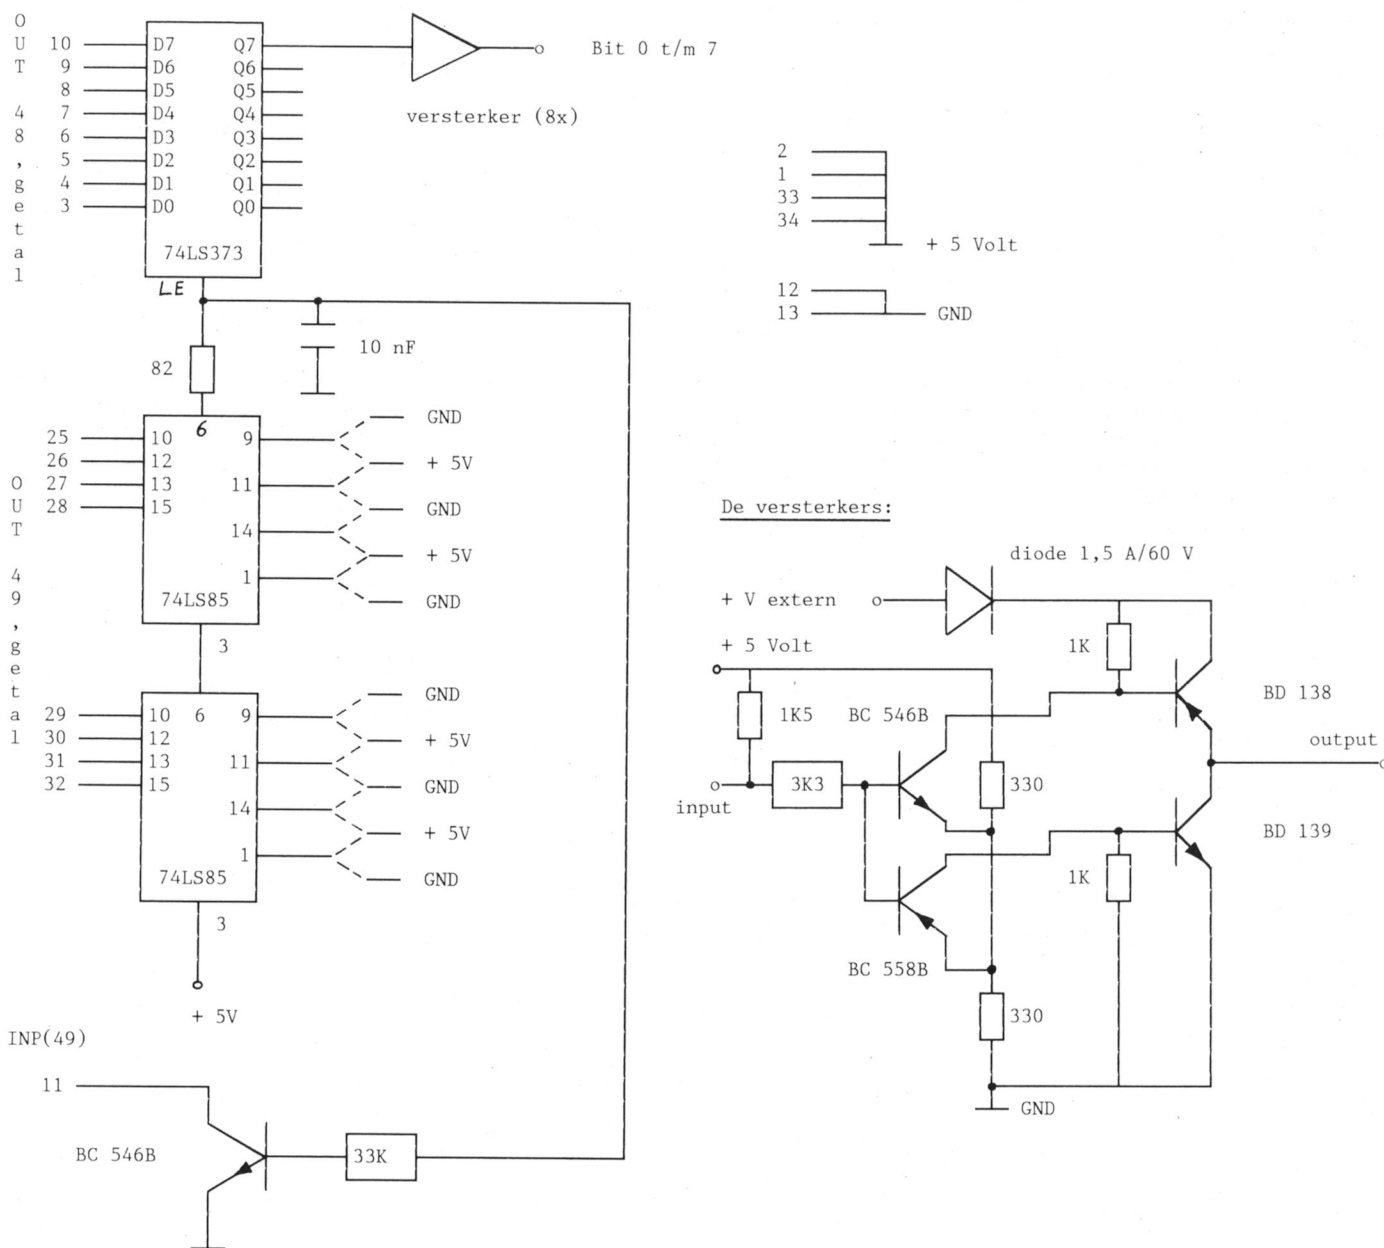 OUT 48,getal
10 D7 Q7
9 D6 Q6
8 D5 Q5
7 D4 Q4
6 D3 Q3
5 D2 Q2
4 D1 Q1
3 D0 Q0
74LS373
LE
Bit 0 t/m 7
versterker (8x)
82
10 nF
OUT 49,getal
6
25 10 9
26 12
27 13 11
28 15
14
1
74LS85
3
GND
+ 5V
GND
+ 5V
GND
29 10 6 9
30 12
31 13 11
32 15
14
1
74LS85
3
GND
+ 5V
GND
+ 5V
GND
+ 5V
INP(49)
11
BC 546B
33K
2
1
33
34
+ 5 Volt
12
13
GND
De versterkers:
diode 1,5 A/60 V
+ V extern
+ 5 Volt
1K
1K5
BC 546B
BD 138
output
3K3
330
input
BD 139
1K
BC 558B
330
GND